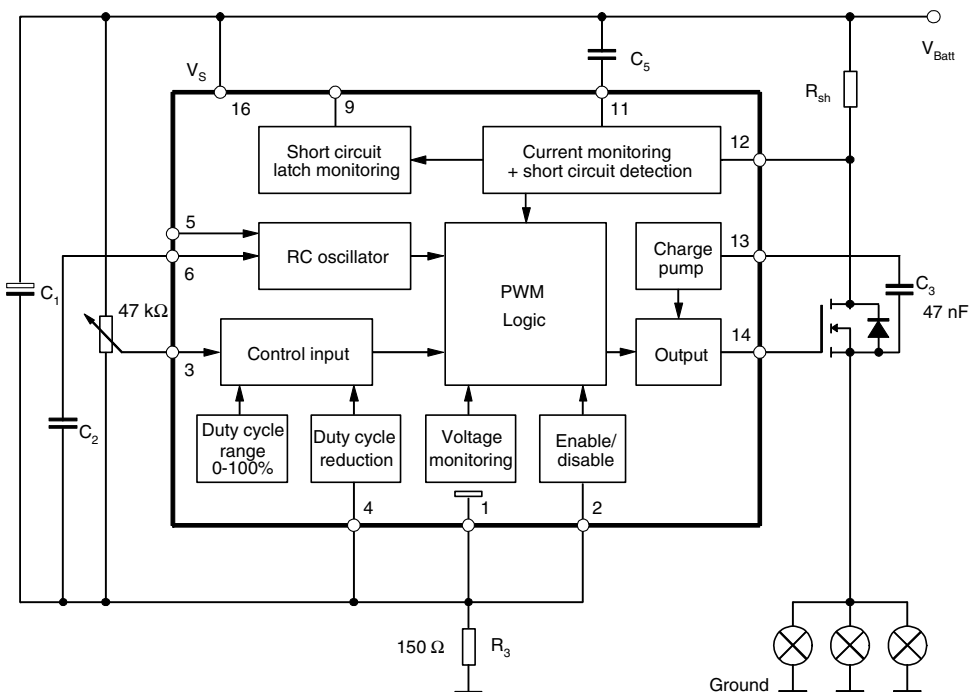 V_Batt
C_5
V_S
R_sh
16
9
11
12
Short circuit
latch monitoring
Current monitoring
+ short circuit detection
5
6
RC oscillator
PWM
Logic
Charge
pump
13
C_3
47 nF
C_1
47 kΩ
3
Control input
Output
14
C_2
Duty cycle
range
0-100%
Duty cycle
reduction
Voltage
monitoring
Enable/
disable
4
1
2
150 Ω
R_3
Ground